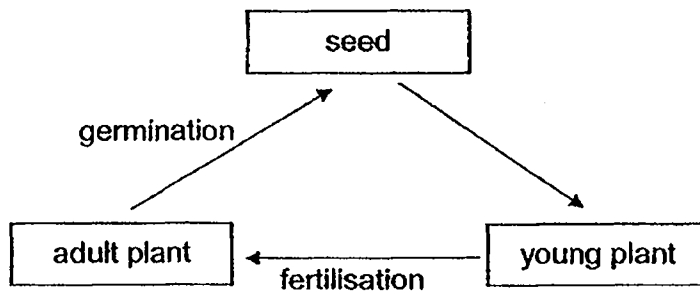 seed
germination
adult plant
fertilisation
young plant